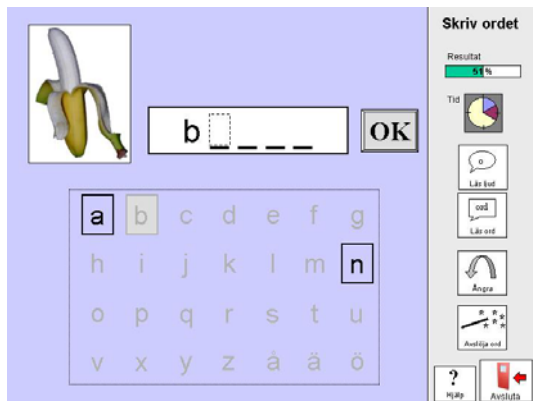 Skriv ordet
Resultat
51 %
Tid
b _ _ _ _
OK
a b c d e f g
h i j k l m n
o p q r s t u
v x y z å ä ö
o
Läs ljud
ord
Läs ord
Ångra
Avslöja ord
?
Hjälp
Avsluta